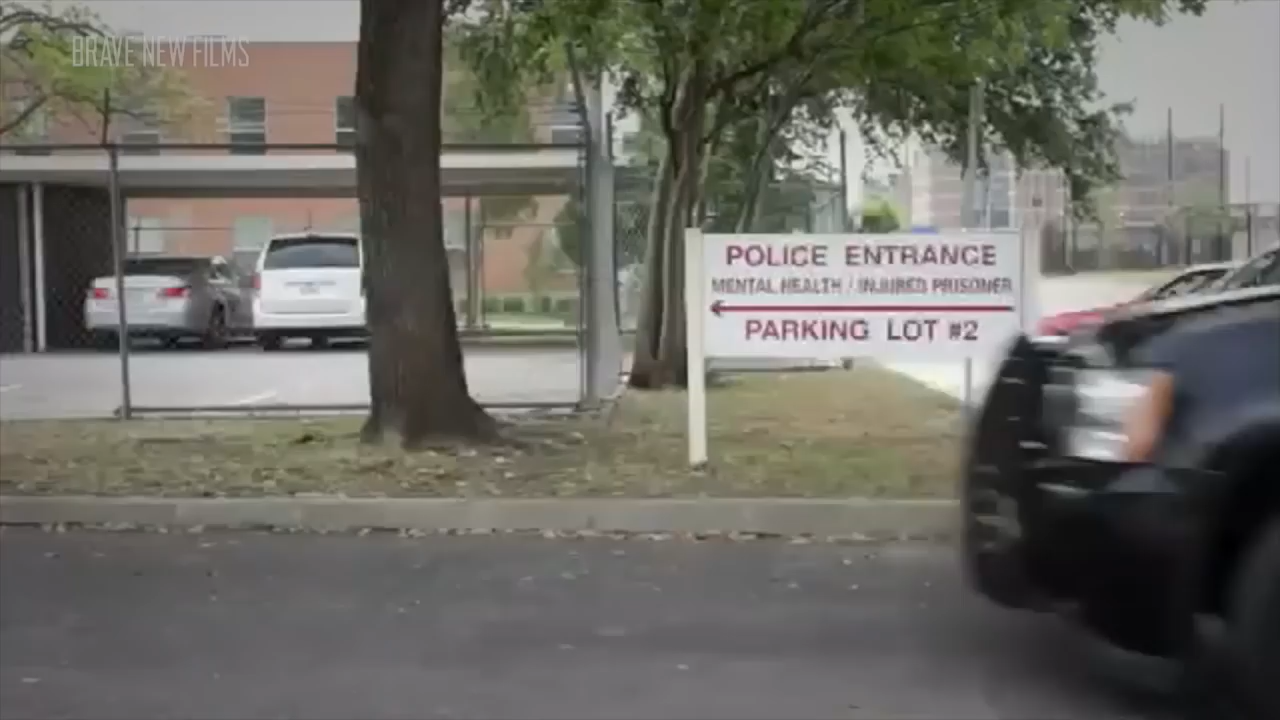 BRAVE NEW FILMS
POLICE ENTRANCE
MENTAL HEALTH / INJURED PRISONER
PARKING LOT #2